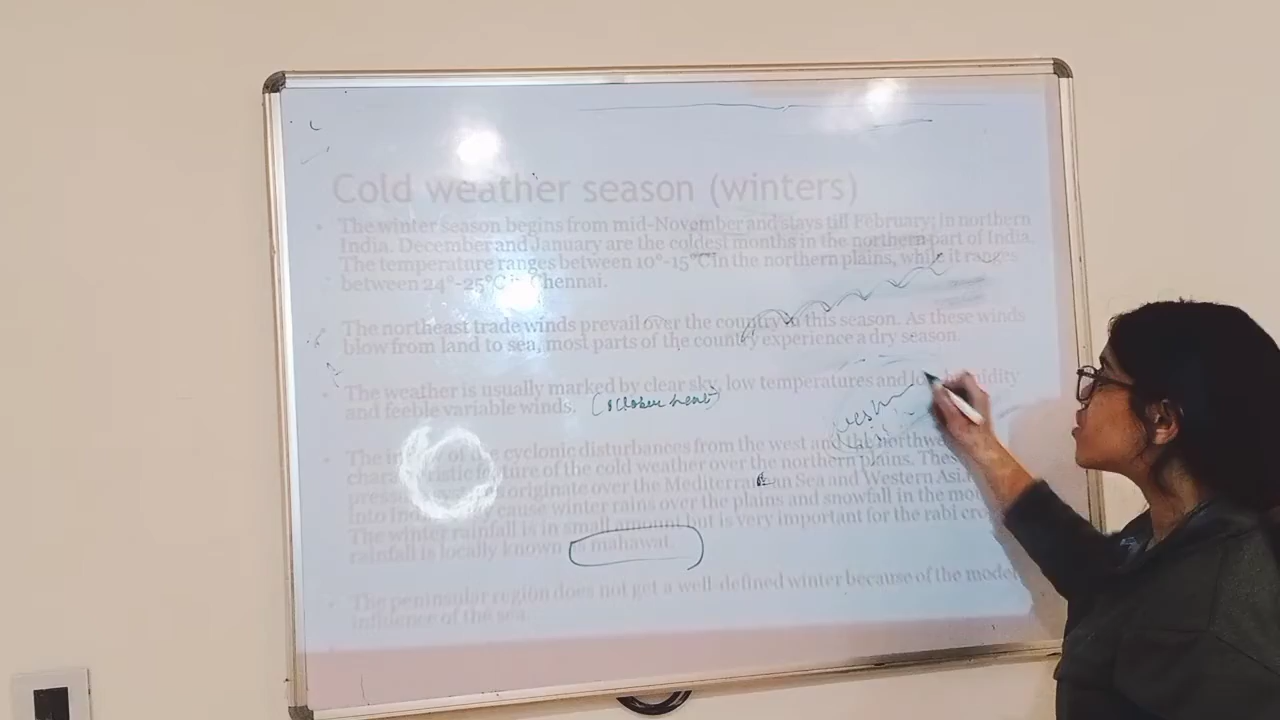 Cold weather season (winters)
• The winter season begins from mid-November and stays till February; in northern
India. December and January are the coldest months in the northern part of India.
The temperature ranges between 10°-15°C in the northern plains, while it ranges
between 24°-25°C in Chennai.
• The northeast trade winds prevail over the country in this season. As these winds
blow from land to sea, most parts of the country experience a dry season.
• The weather is usually marked by clear sky, low temperatures and low humidity
and feeble variable winds. (october heat)
• The cyclonic disturbances from the west and the
of the cold weather over the northern plains.
originate over the Mediterranean Sea and Western
cause winter rains over the plains and snowfall in the
The winter rainfall is in small amount but is very important for the rabi
rainfall is locally known as mahawat.
• The peninsular region does not get a well-defined winter because of the
influence of the sea.